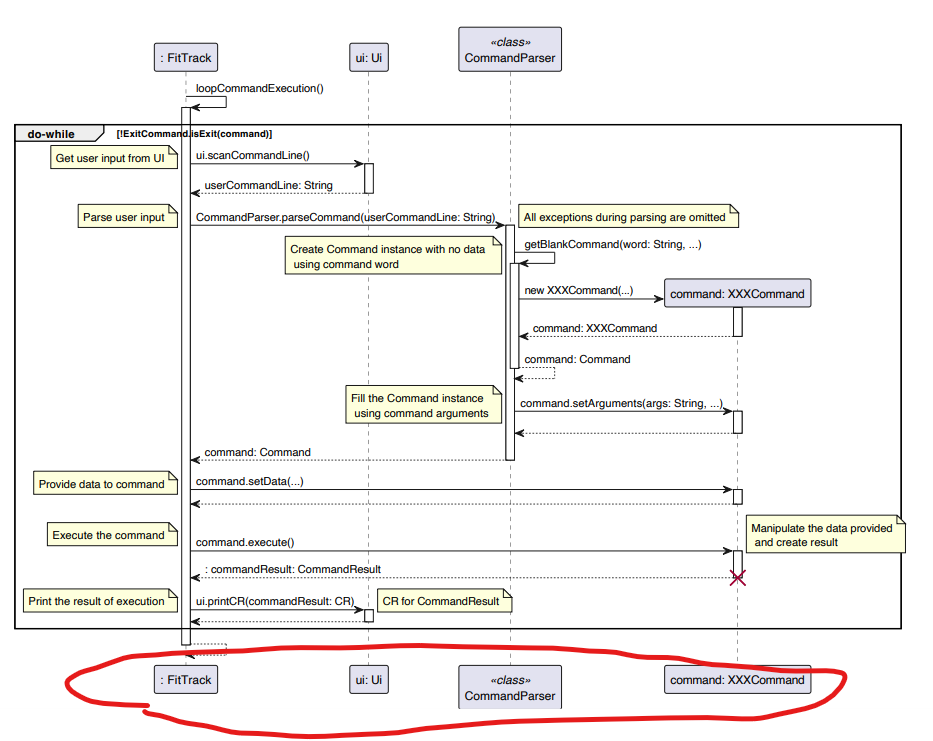 : FitTrack
ui: Ui
«class»
CommandParser
loopCommandExecution()
do-while
[!ExitCommand.isExit(command)]
Get user input from UI
ui.scanCommandLine()
userCommandLine: String
Parse user input
CommandParser.parseCommand(userCommandLine: String)
All exceptions during parsing are omitted
Create Command instance with no data
using command word
getBlankCommand(word: String, ...)
new XXXCommand(...)
command: XXXCommand
command: XXXCommand
command: Command
Fill the Command instance
using command arguments
command.setArguments(args: String, ...)
command: Command
Provide data to command
command.setData(...)
Execute the command
command.execute()
Manipulate the data provided
and create result
: commandResult: CommandResult
Print the result of execution
ui.printCR(commandResult: CR)
CR for CommandResult
: FitTrack
ui: Ui
«class»
CommandParser
command: XXXCommand